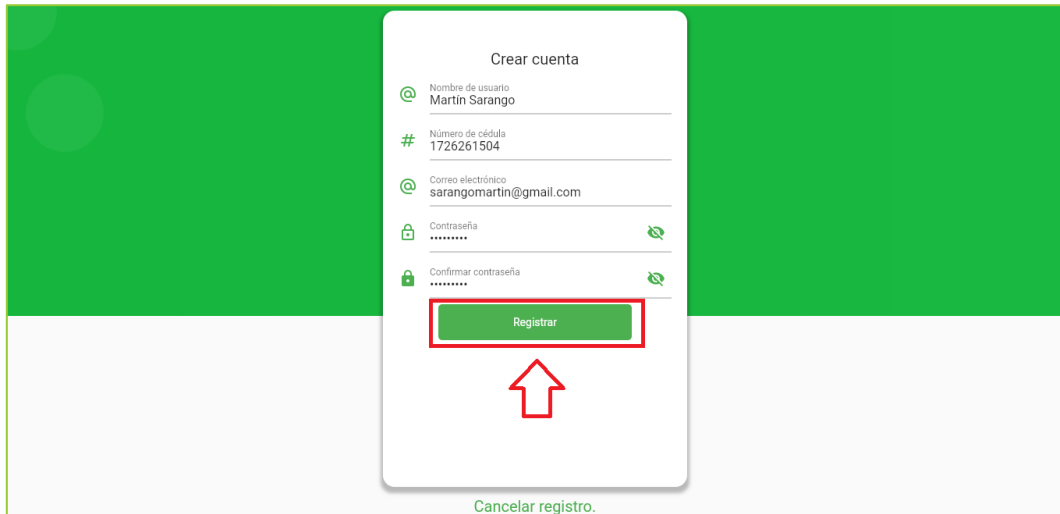 Crear cuenta
Nombre de usuario
Martín Sarango
Número de cédula
1726261504
Correo electrónico
sarangomartin@gmail.com
Contraseña
•••••••••
Confirmar contraseña
•••••••••
Registrar
Cancelar registro.